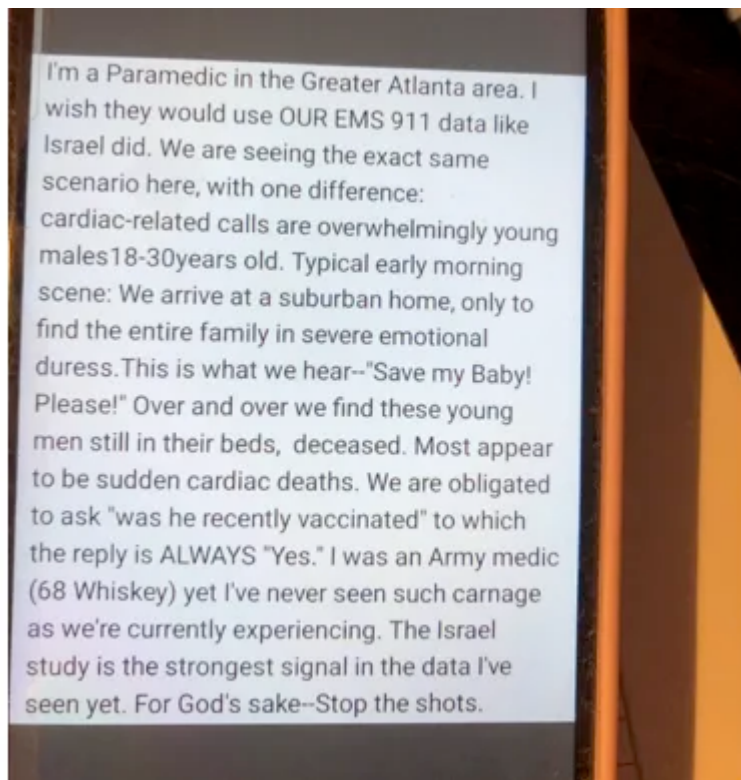 I'm a Paramedic in the Greater Atlanta area. I
wish they would use OUR EMS 911 data like
Israel did. We are seeing the exact same
scenario here, with one difference:
cardiac-related calls are overwhelmingly young
males18-30years old. Typical early morning
scene: We arrive at a suburban home, only to
find the entire family in severe emotional
duress.This is what we hear--"Save my Baby!
Please!" Over and over we find these young
men still in their beds,  deceased. Most appear
to be sudden cardiac deaths. We are obligated
to ask "was he recently vaccinated" to which
the reply is ALWAYS "Yes." I was an Army medic
(68 Whiskey) yet I've never seen such carnage
as we're currently experiencing. The Israel
study is the strongest signal in the data I've
seen yet. For God's sake--Stop the shots.